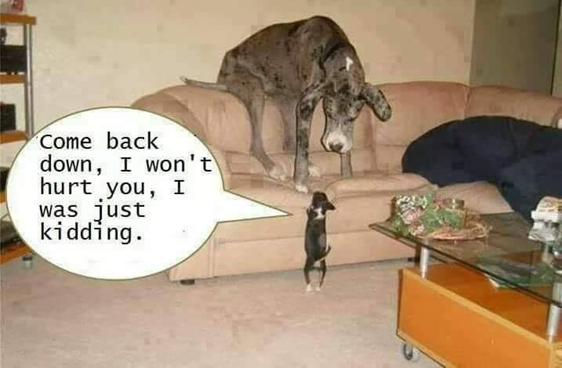 Come back
down, I won't
hurt you, I
was just
kidding.